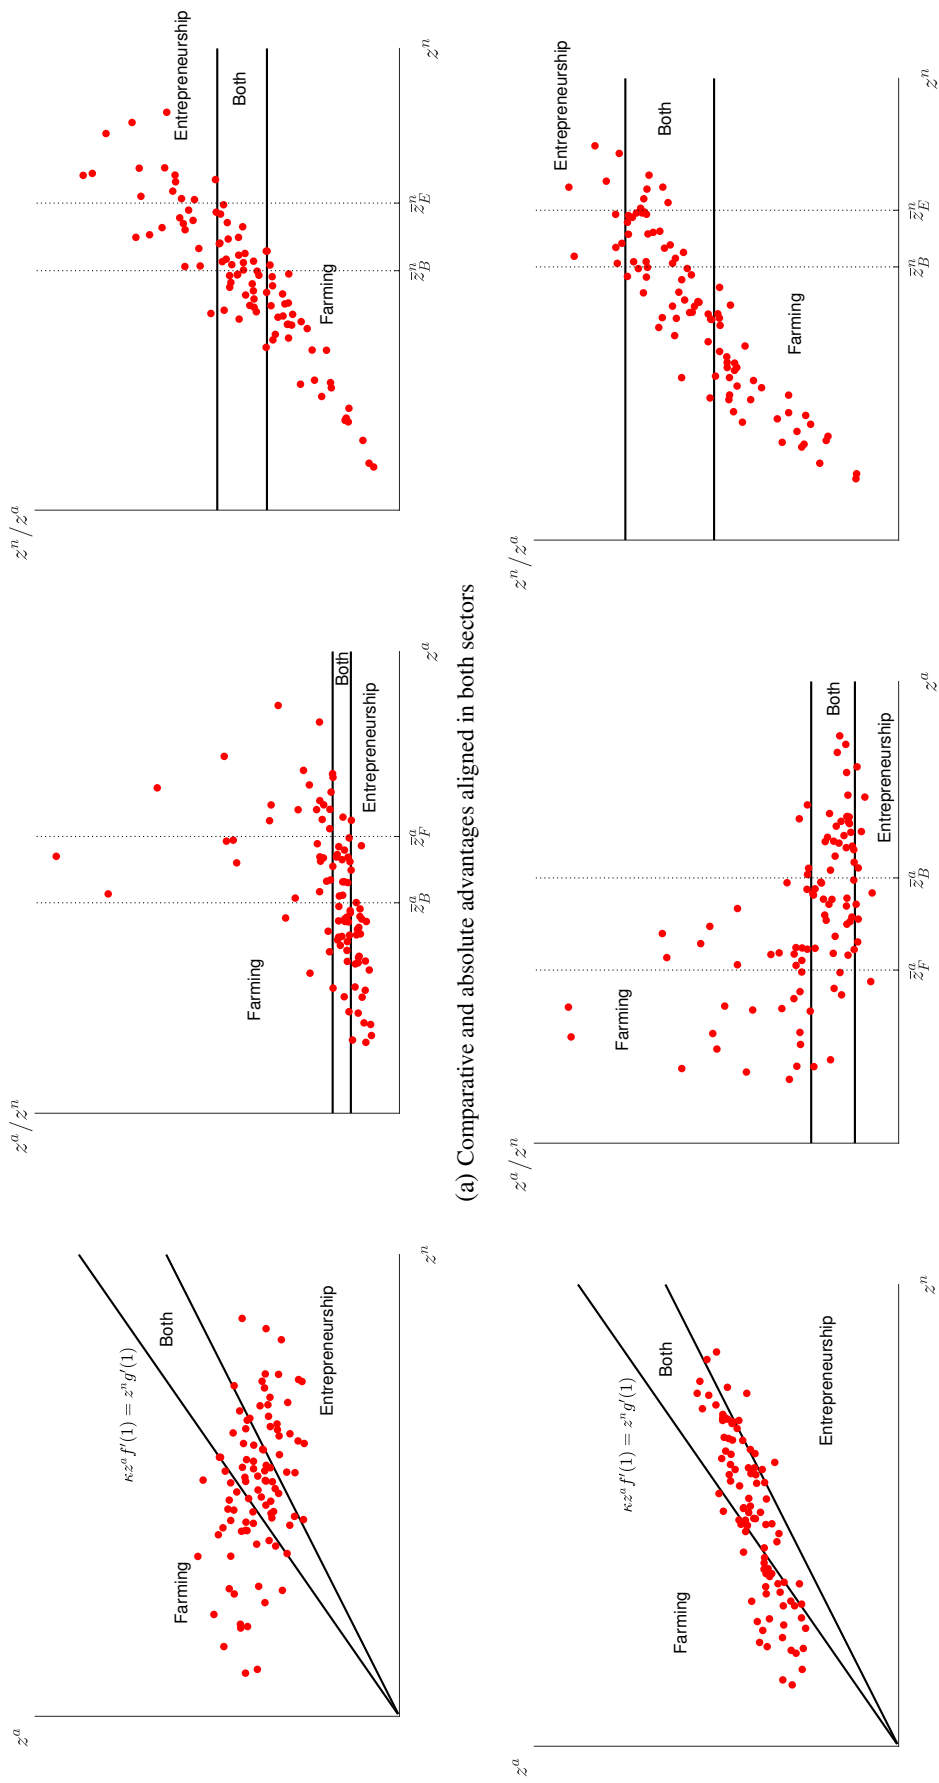 z^a
κz^a f′(1) = z^n g′(1)
Both
Farming
Entrepreneurship
z^n
z^a/z^n
Farming
Both
Entrepreneurship
z̄^a_B z̄^a_F
z^a
z^n/z^a
Entrepreneurship
Both
Farming
z̄^n_B z̄^n_E
z^n
(a) Comparative and absolute advantages aligned in both sectors
z^a
κz^a f′(1) = z^n g′(1)
Both
Farming
Entrepreneurship
z^n
z^a/z^n
Farming
Both
Entrepreneurship
z̄^a_F z̄^a_B
z^a
z^n/z^a
Entrepreneurship
Both
Farming
z̄^n_B z̄^n_E
z^n